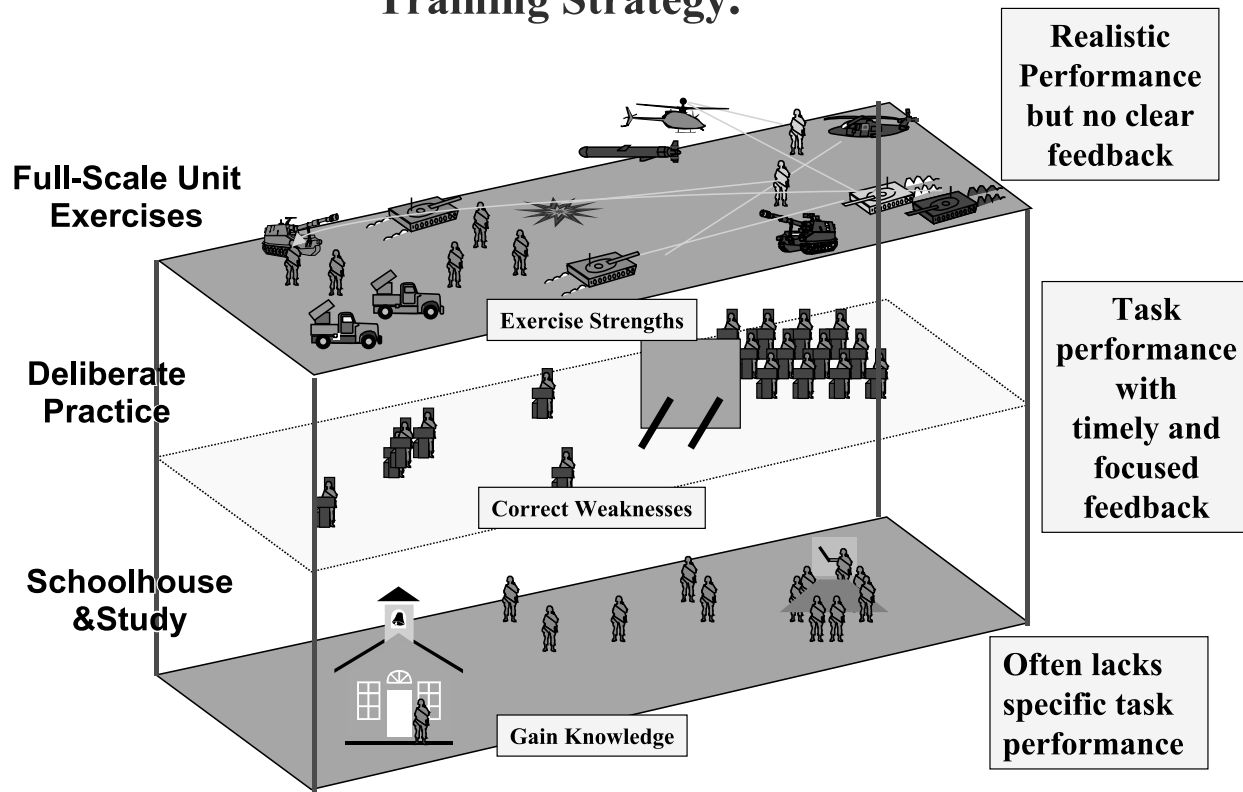 Training Strategy:
Realistic
Performance
but no clear
feedback
Full-Scale Unit
Exercises
Exercise Strengths
Deliberate
Practice
Task
performance
with
timely and
focused
feedback
Correct Weaknesses
Schoolhouse
&Study
Often lacks
specific task
performance
Gain Knowledge